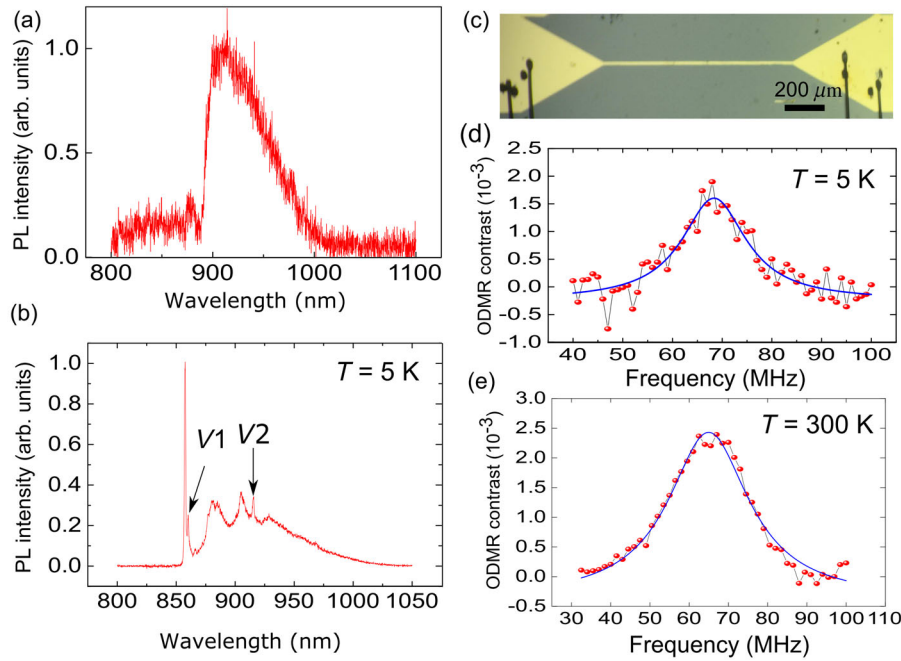 (a)
PL intensity (arb. units)
1.0
0.5
0.0
800 900 1000 1100
Wavelength (nm)
(b)
PL intensity (arb. units)
1.0
0.8
0.6
0.4
0.2
0.0
T = 5 K
V1
V2
800 850 900 950 1000 1050
Wavelength (nm)
(c)
200 μm
(d)
ODMR contrast (10⁻³)
2.5
2.0
1.5
1.0
0.5
0.0
-0.5
-1.0
T = 5 K
40 50 60 70 80 90 100
Frequency (MHz)
(e)
ODMR contrast (10⁻³)
3.0
2.5
2.0
1.5
1.0
0.5
0.0
-0.5
T = 300 K
30 40 50 60 70 80 90 100 110
Frequency (MHz)